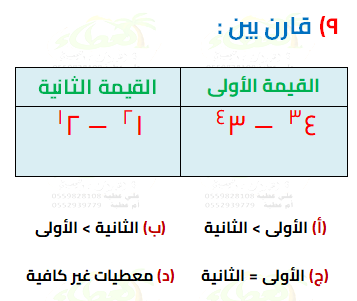 ٩) قارن بين :
القيمة الأولى القيمة الثانية
٤^٣ – ٣^٤ ١^٢ – ٢^١
(أ) الأولى > الثانية (ب) الثانية > الأولى
(ج) الأولى = الثانية (د) معطيات غير كافية